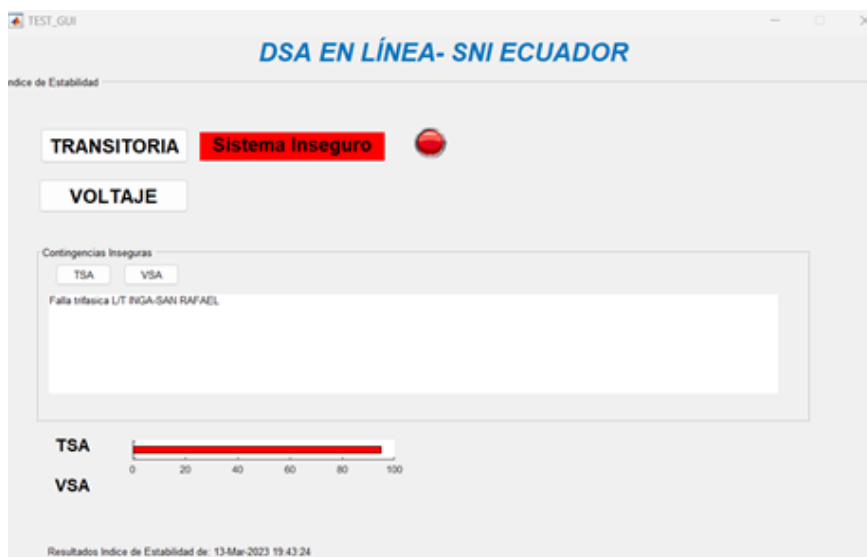 TEST_GUI
DSA EN LÍNEA- SNI ECUADOR
ndice de Estabilidad
TRANSITORIA Sistema Inseguro
VOLTAJE
Contingencias Inseguras
TSA VSA
Falla trifasica L/T INGA-SAN RAFAEL
TSA
0 20 40 60 80 100
VSA
Resultados Indice de Estabilidad de: 13-Mar-2023 19:43:24